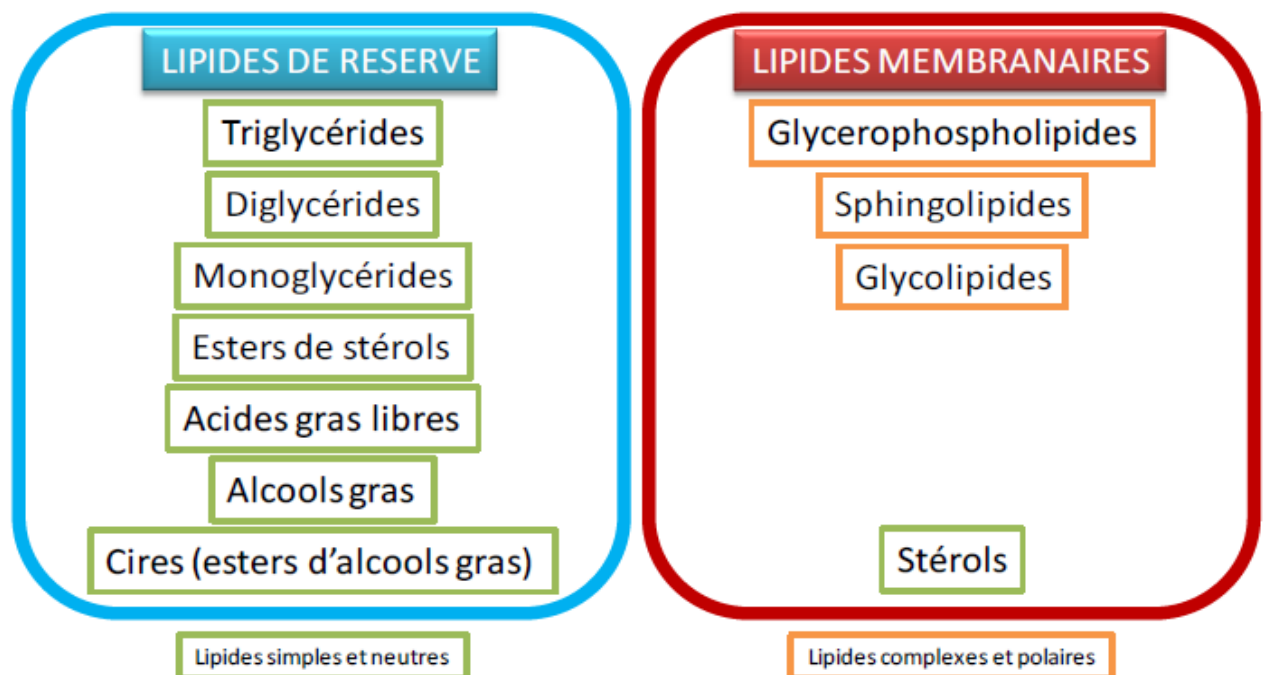 LIPIDES DE RESERVE
Triglycérides
Diglycérides
Monoglycérides
Esters de stérols
Acides gras libres
Alcools gras
Cires (esters d'alcools gras)
Lipides simples et neutres
LIPIDES MEMBRANAIRES
Glycerophospholipides
Sphingolipides
Glycolipides
Stérols
Lipides complexes et polaires